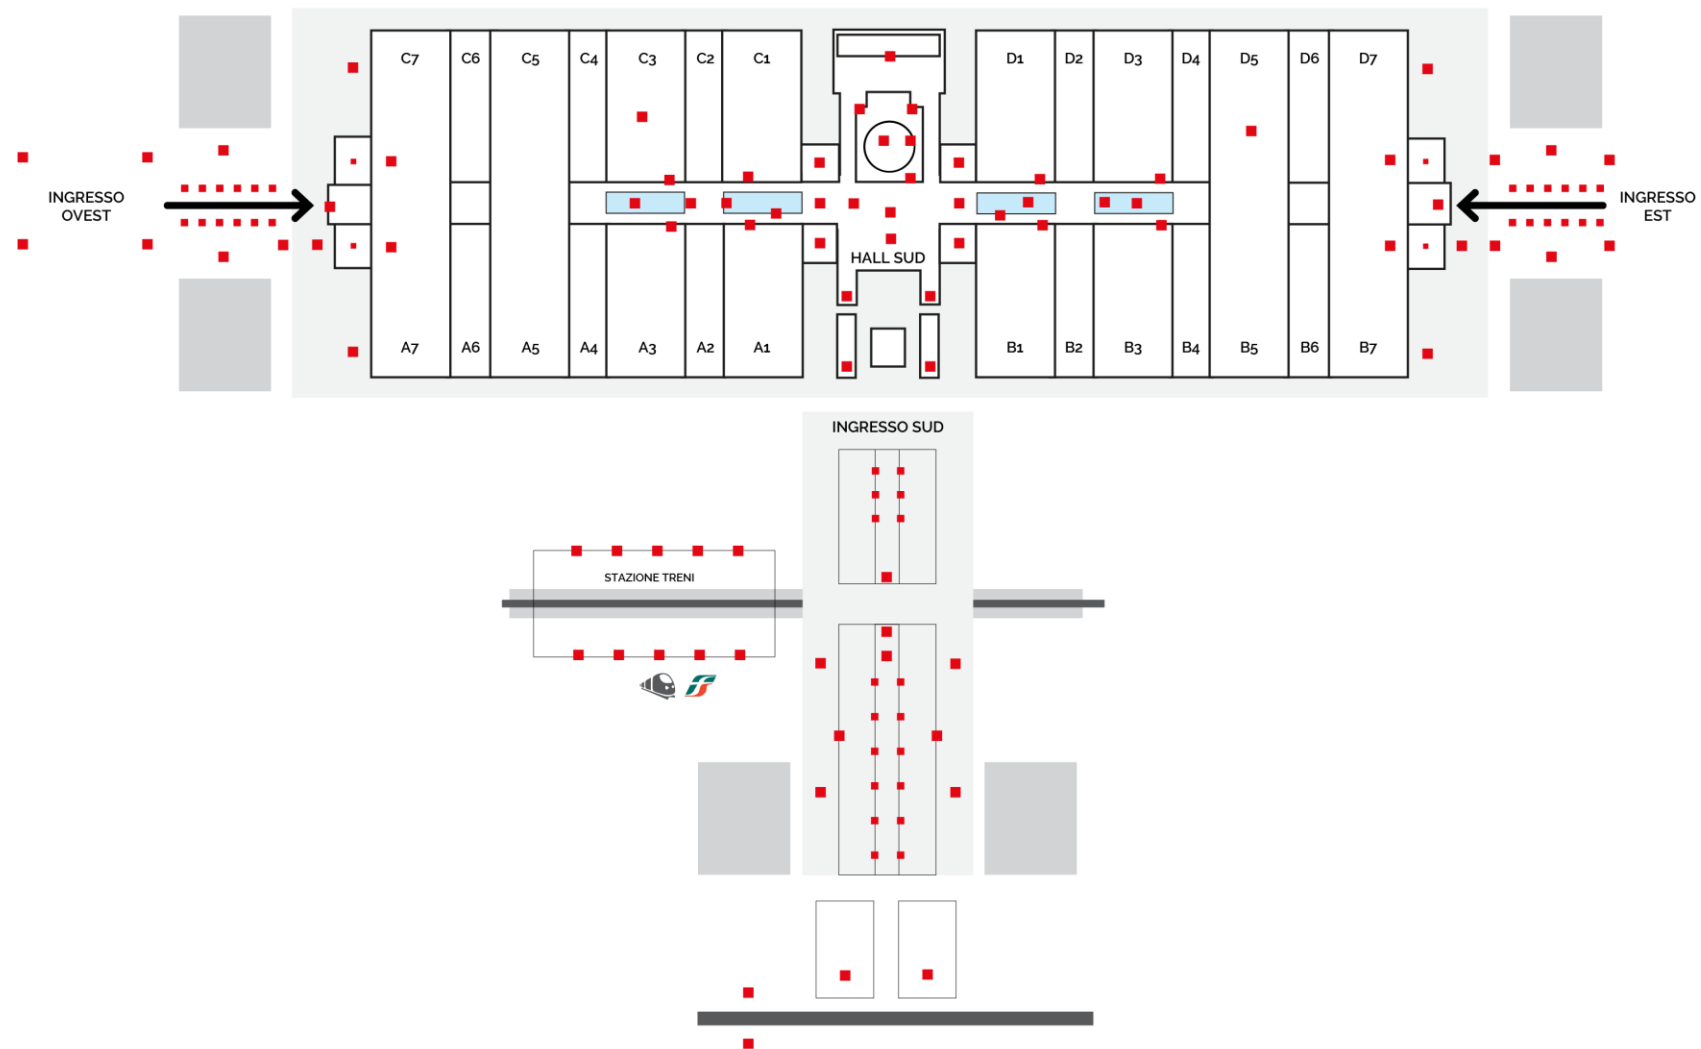 C7 C6 C5 C4 C3 C2 C1 D1 D2 D3 D4 D5 D6 D7
INGRESSO
OVEST
INGRESSO
EST
HALL SUD
A7 A6 A5 A4 A3 A2 A1 B1 B2 B3 B4 B5 B6 B7
INGRESSO SUD
STAZIONE TRENI